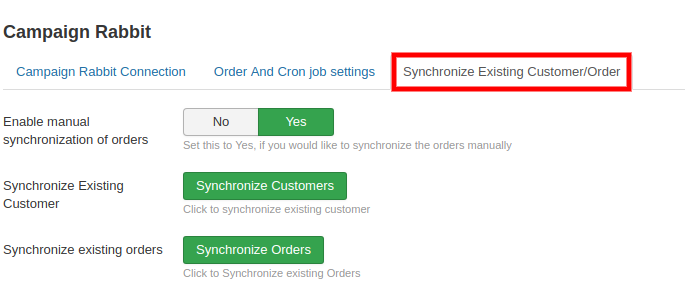 Campaign Rabbit
Campaign Rabbit Connection Order And Cron job settings Synchronize Existing Customer/Order
Enable manual synchronization of orders
No Yes
Set this to Yes, if you would like to synchronize the orders manually
Synchronize Existing Customer
Synchronize Customers
Click to synchronize existing customer
Synchronize existing orders
Synchronize Orders
Click to Synchronize existing Orders